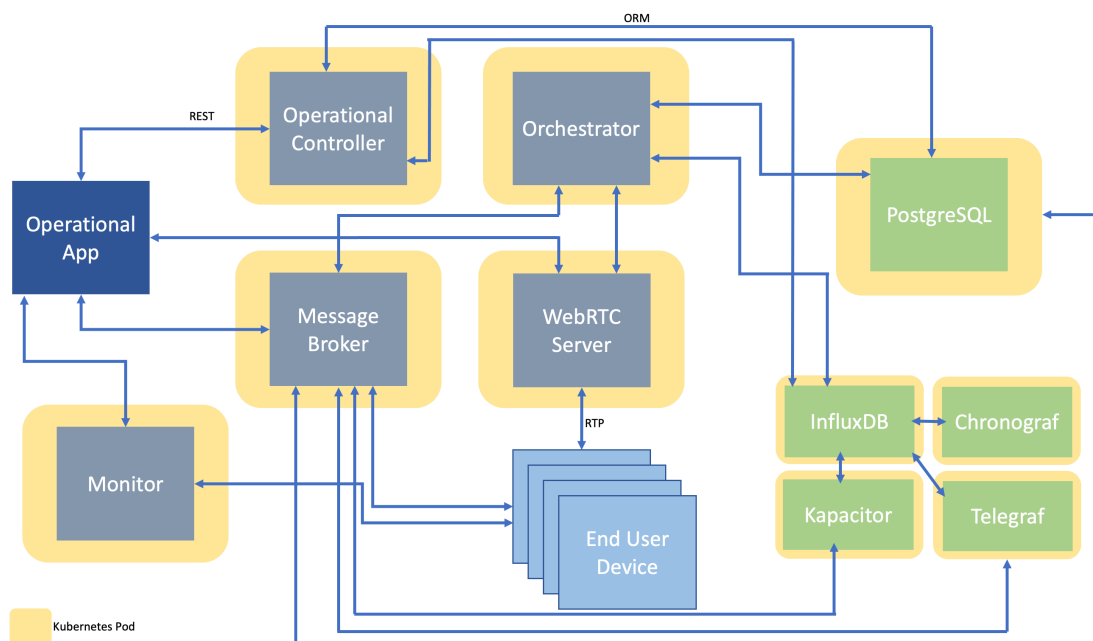 ORM
REST
Operational
Controller
Orchestrator
PostgreSQL
Operational
App
Message
Broker
WebRTC
Server
RTP
InfluxDB
Chronograf
Monitor
Kapacitor
Telegraf
End User
Device
Kubernetes Pod